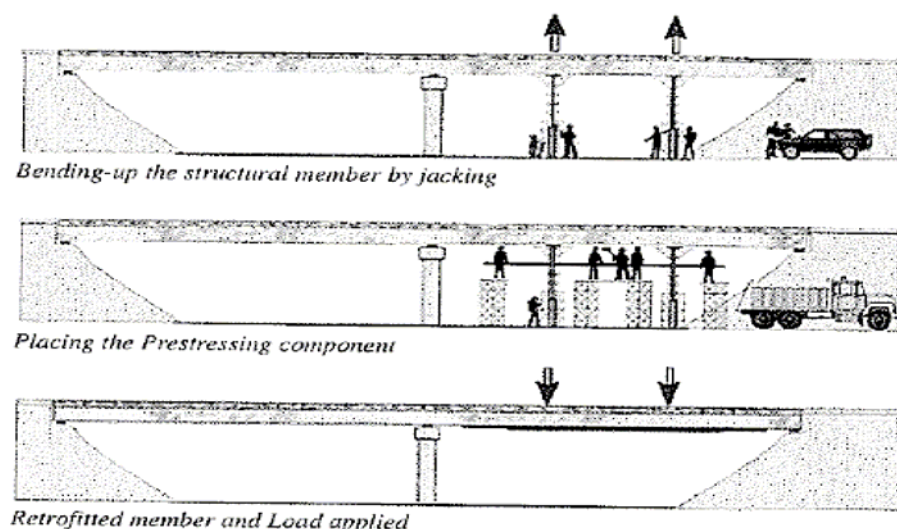 Bending-up the structural member by jacking
Placing the Prestressing component
Retrofitted member and Load applied